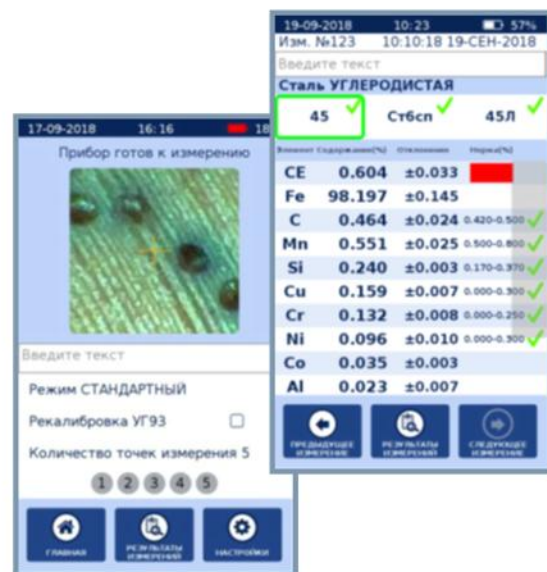 17-09-2018 16:16 18
Прибор готов к измерению
Введите текст
Режим СТАНДАРТНЫЙ
Рекалибровка УГ93
Количество точек измерения 5
1 2 3 4 5
ГЛАВНАЯ
РЕЗУЛЬТАТЫ ИЗМЕРЕНИЙ
НАСТРОЙКИ
19-09-2018 10:23 57%
Изм. №123 10:10:18 19-СЕН-2018
Введите текст
Сталь УГЛЕРОДИСТАЯ
45 Ст6сп 45Л
Элемент Содержание(%) Отклонение Норма(%)
CE 0.604 ±0.033
Fe 98.197 ±0.145
C 0.464 ±0.024 0.420-0.500
Mn 0.551 ±0.025 0.500-0.800
Si 0.240 ±0.003 0.170-0.370
Cu 0.159 ±0.007 0.000-0.300
Cr 0.132 ±0.008 0.000-0.250
Ni 0.096 ±0.010 0.000-0.300
Co 0.035 ±0.003
Al 0.023 ±0.007
ПРЕДЫДУЩЕЕ ИЗМЕРЕНИЕ
РЕЗУЛЬТАТЫ ИЗМЕРЕНИЙ
СЛЕДУЮЩЕЕ ИЗМЕРЕНИЕ